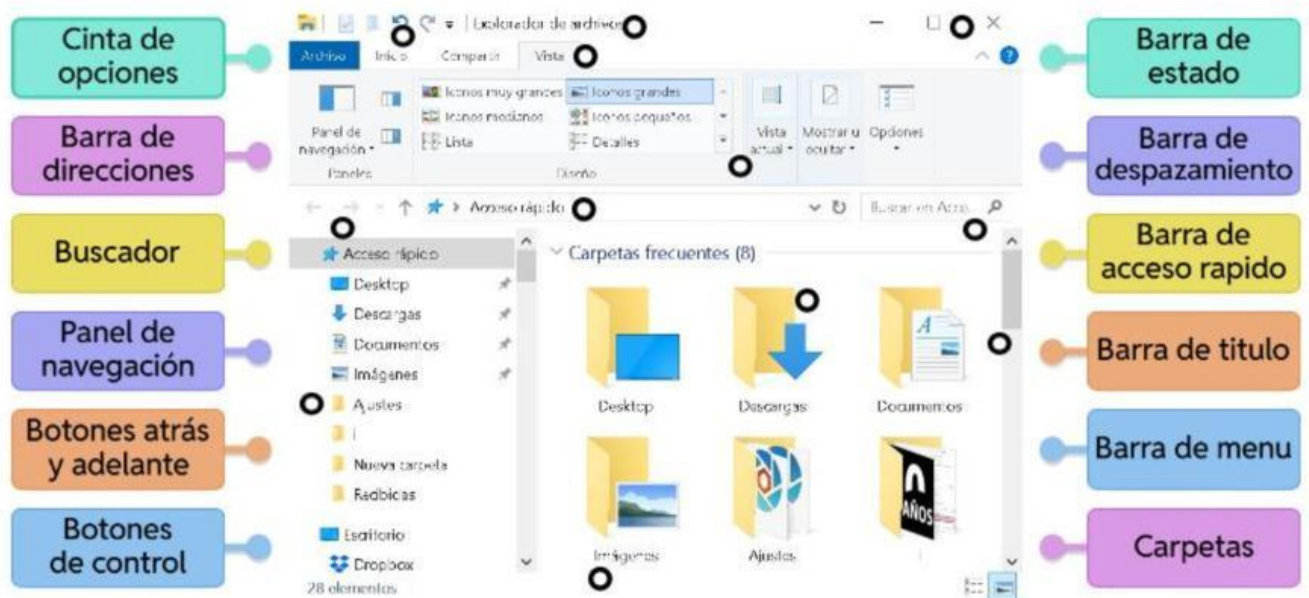 Cinta de
opciones
Barra de
direcciones
Buscador
Panel de
navegación
Botones atrás
y adelante
Botones
de control
Explorador de archivos
Archivo Inicio Compartir Vista
Iconos muy grandes Iconos grandes
Iconos medianos Iconos pequeños
Lista Detalles
Panel de
navegación
Vista
actual
Mostrar u
ocultar
Opciones
Paneles Diseño
Acceso rápido
Buscar en Acce...
Acceso rápido
Desktop
Descargas
Documentos
Imágenes
Ajustes
i
Nueva carpeta
Escritorio
Dropbox
28 elementos
Carpetas frecuentes (8)
Desktop Descargas Documentos
A
AÑOS
Imágenes Ajustes i
Barra de
estado
Barra de
despazamiento
Barra de
acceso rapido
Barra de titulo
Barra de menu
Carpetas